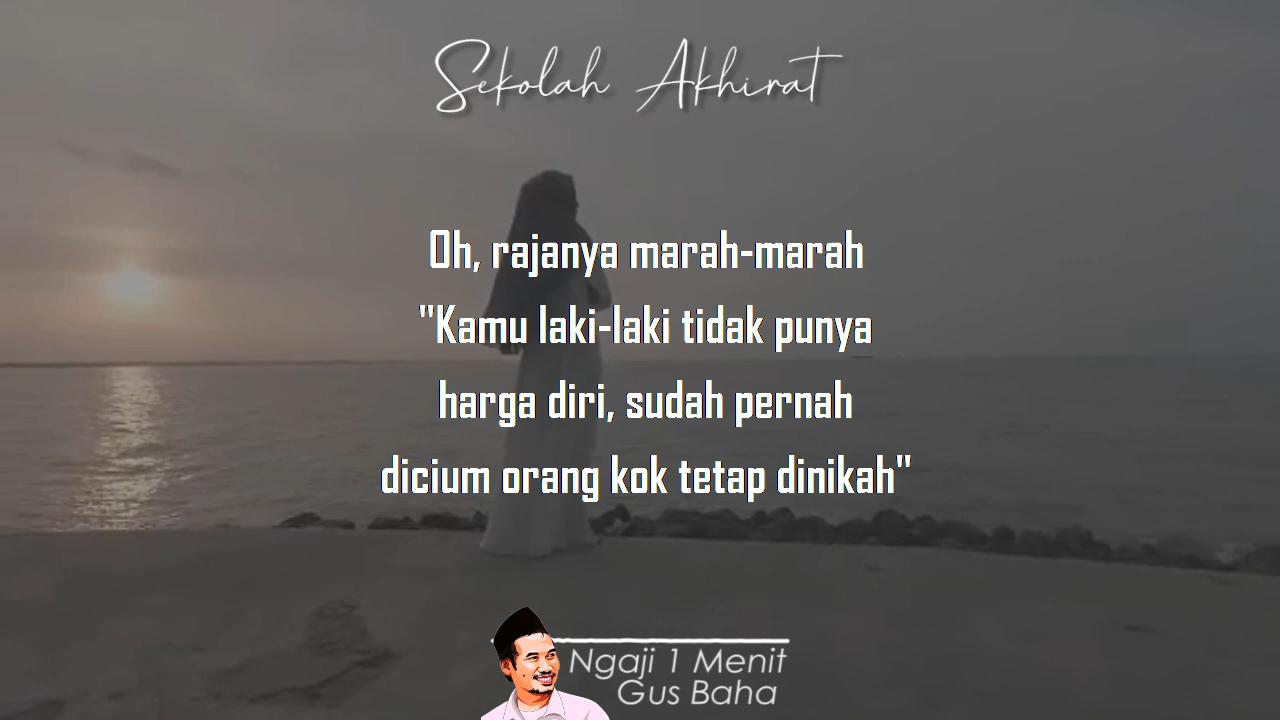 Sekolah Akhirat
Oh, rajanya marah-marah
"Kamu laki-laki tidak punya
harga diri, sudah pernah
dicium orang kok tetap dinikah"
Ngaji 1 Menit
Gus Baha